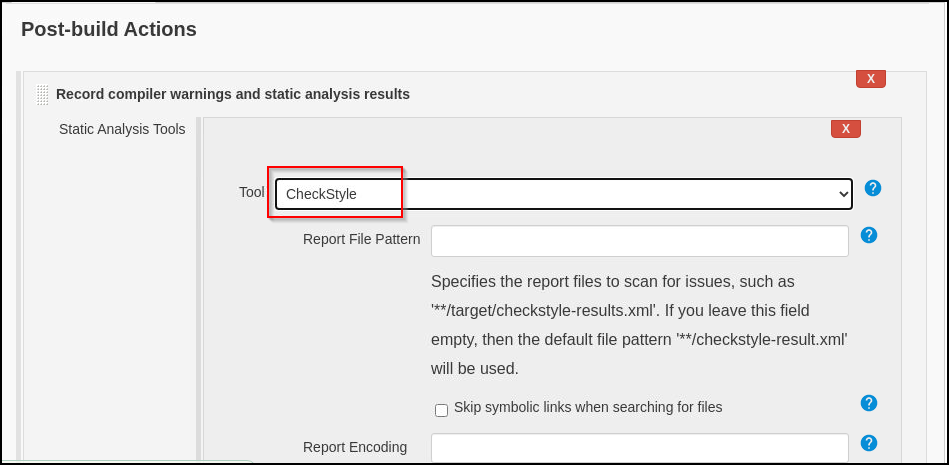 Post-build Actions
X
Record compiler warnings and static analysis results
Static Analysis Tools
X
Tool
CheckStyle
?
Report File Pattern
?
Specifies the report files to scan for issues, such as
'**/target/checkstyle-results.xml'. If you leave this field
empty, then the default file pattern '**/checkstyle-result.xml'
will be used.
Skip symbolic links when searching for files
?
Report Encoding
?